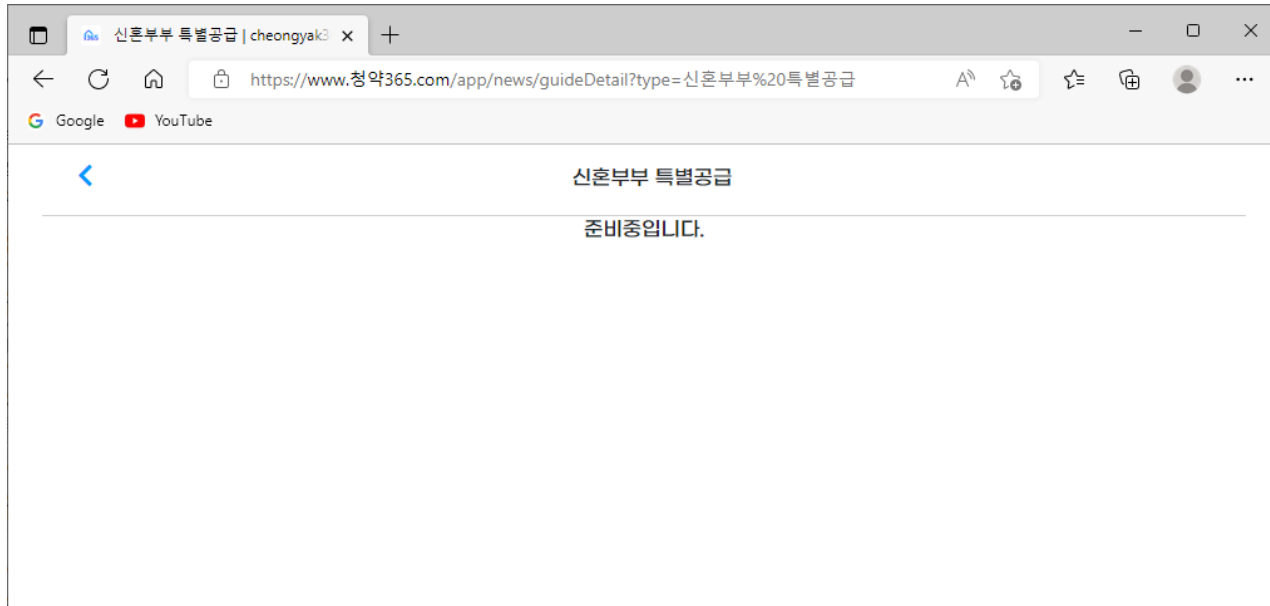 신혼부부 특별공급 | cheongyak3
https://www.청약365.com/app/news/guideDetail?type=신혼부부%20특별공급
Google YouTube
신혼부부 특별공급
준비중입니다.